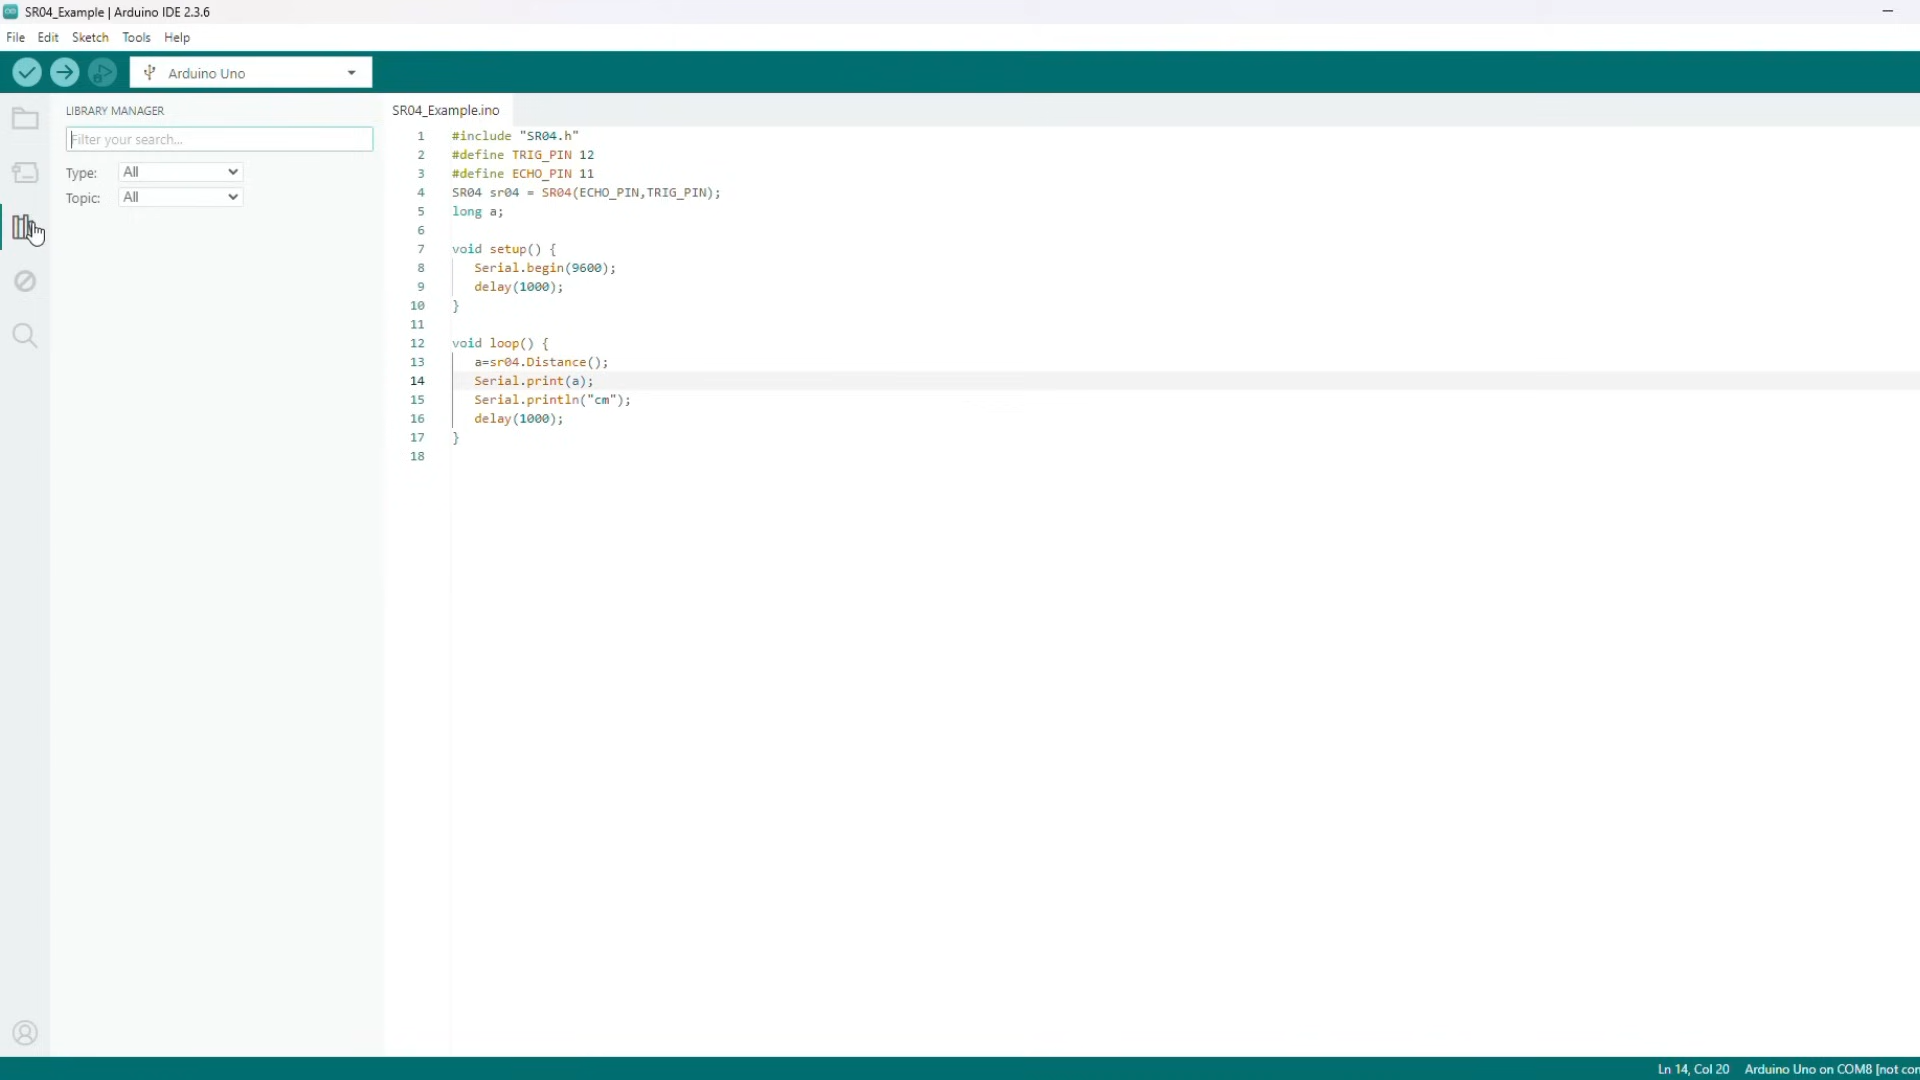 SR04_Example | Arduino IDE 2.3.6
File Edit Sketch Tools Help
Arduino Uno
LIBRARY MANAGER
Filter your search...
Type: All
Topic: All
SR04_Example.ino
1 #include "SR04.h"
2 #define TRIG_PIN 12
3 #define ECHO_PIN 11
4 SR04 sr04 = SR04(ECHO_PIN,TRIG_PIN);
5 long a;
6
7 void setup() {
8 Serial.begin(9600);
9 delay(1000);
10 }
11
12 void loop() {
13 a=sr04.Distance();
14 Serial.print(a);
15 Serial.println("cm");
16 delay(1000);
17 }
18
Ln 14, Col 20 Arduino Uno on COM8 [not con